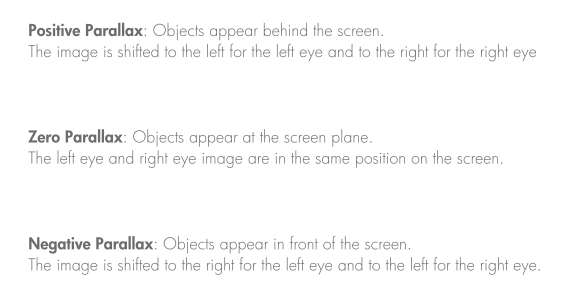 Positive Parallax: Objects appear behind the screen.
The image is shifted to the left for the left eye and to the right for the right eye
Zero Parallax: Objects appear at the screen plane.
The left eye and right eye image are in the same position on the screen.
Negative Parallax: Objects appear in front of the screen.
The image is shifted to the right for the left eye and to the left for the right eye.